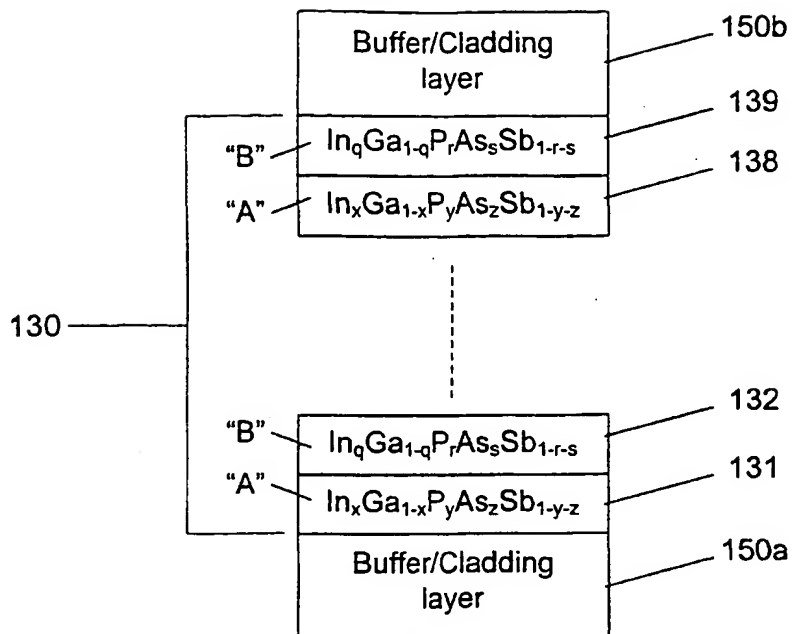 Buffer/Cladding
layer
150b
139
"B"
InqGa1-qPrAssSb1-r-s
138
"A"
InxGa1-xPyAszSb1-y-z
130
132
"B"
InqGa1-qPrAssSb1-r-s
131
"A"
InxGa1-xPyAszSb1-y-z
Buffer/Cladding
layer
150a